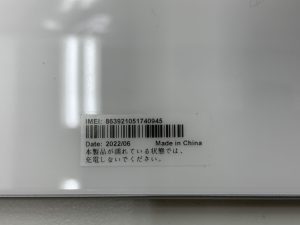 IMEI: 863921051740945
Date: 2022/06 Made in China
本製品が濡れている状態では、
充電しないでください。